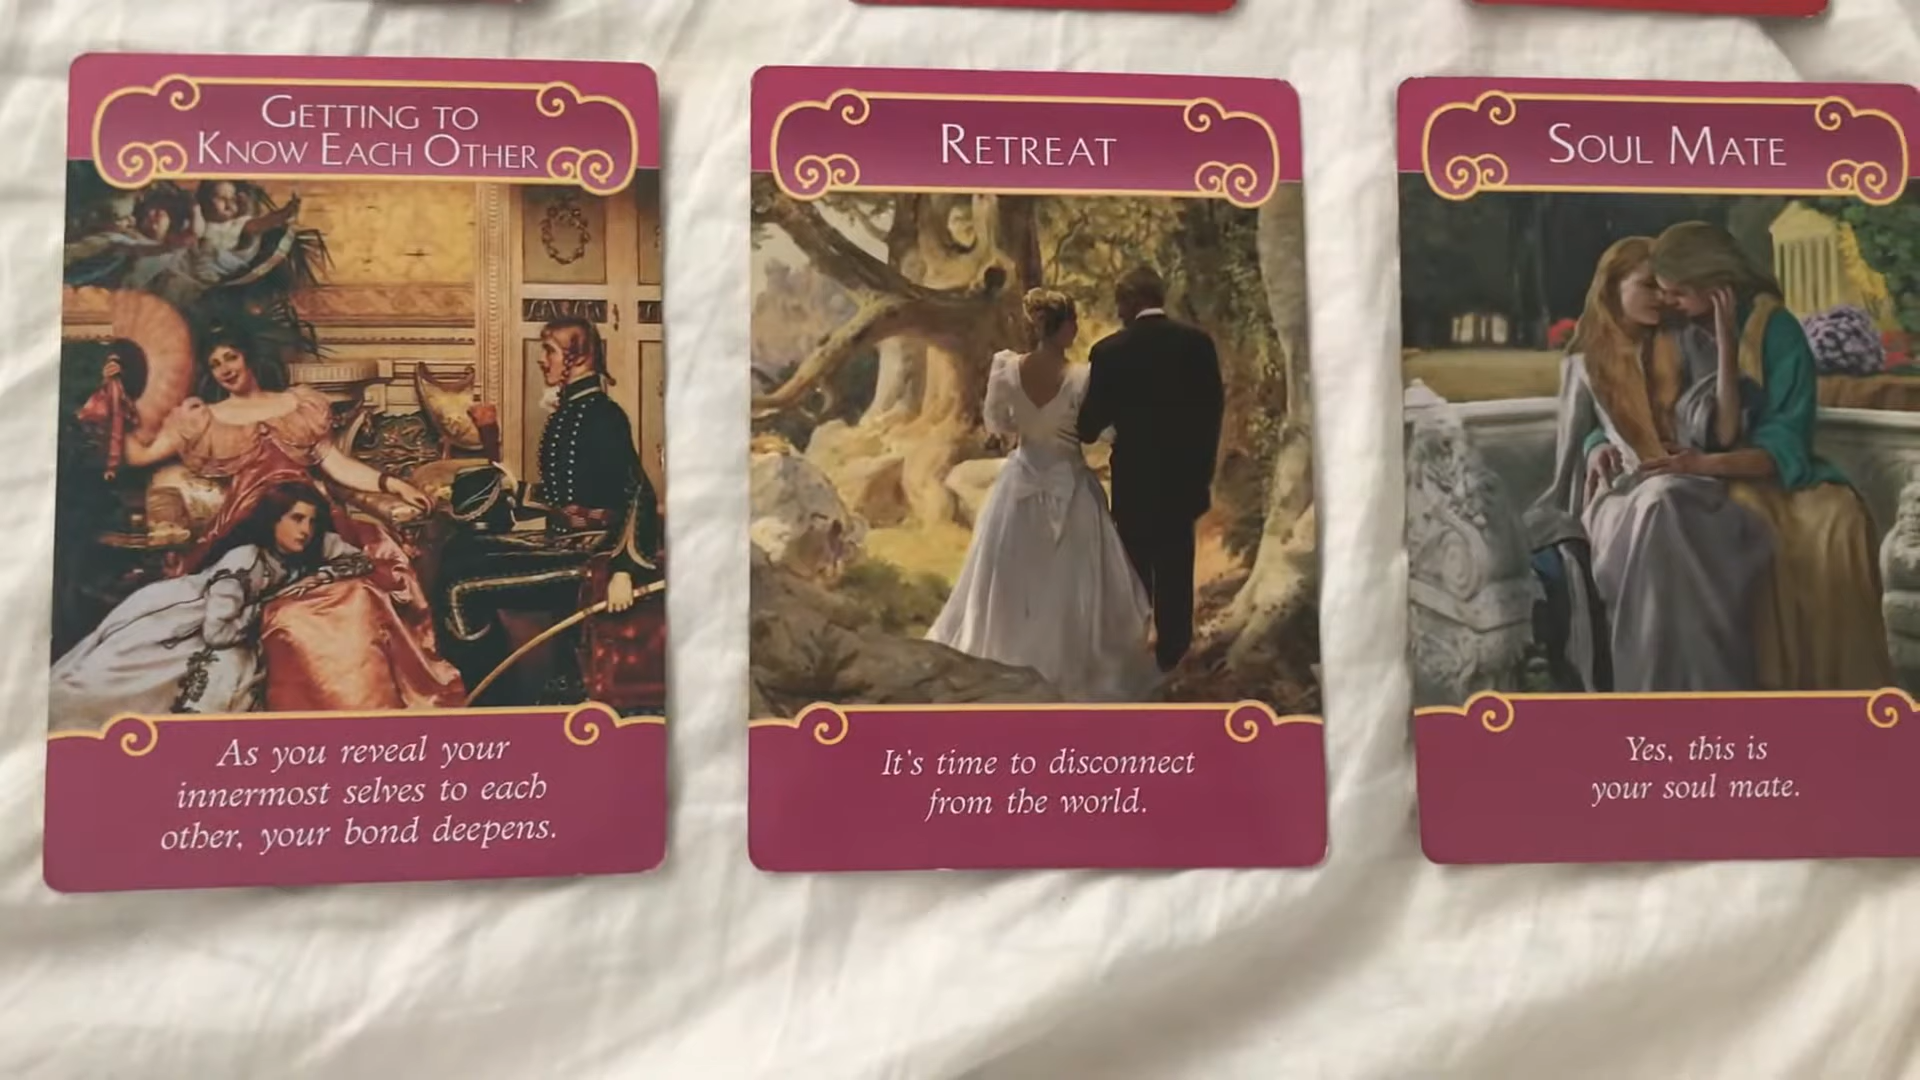 GETTING TO
KNOW EACH OTHER
As you reveal your
innermost selves to each
other, your bond deepens.
RETREAT
It's time to disconnect
from the world.
SOUL MATE
Yes, this is
your soul mate.